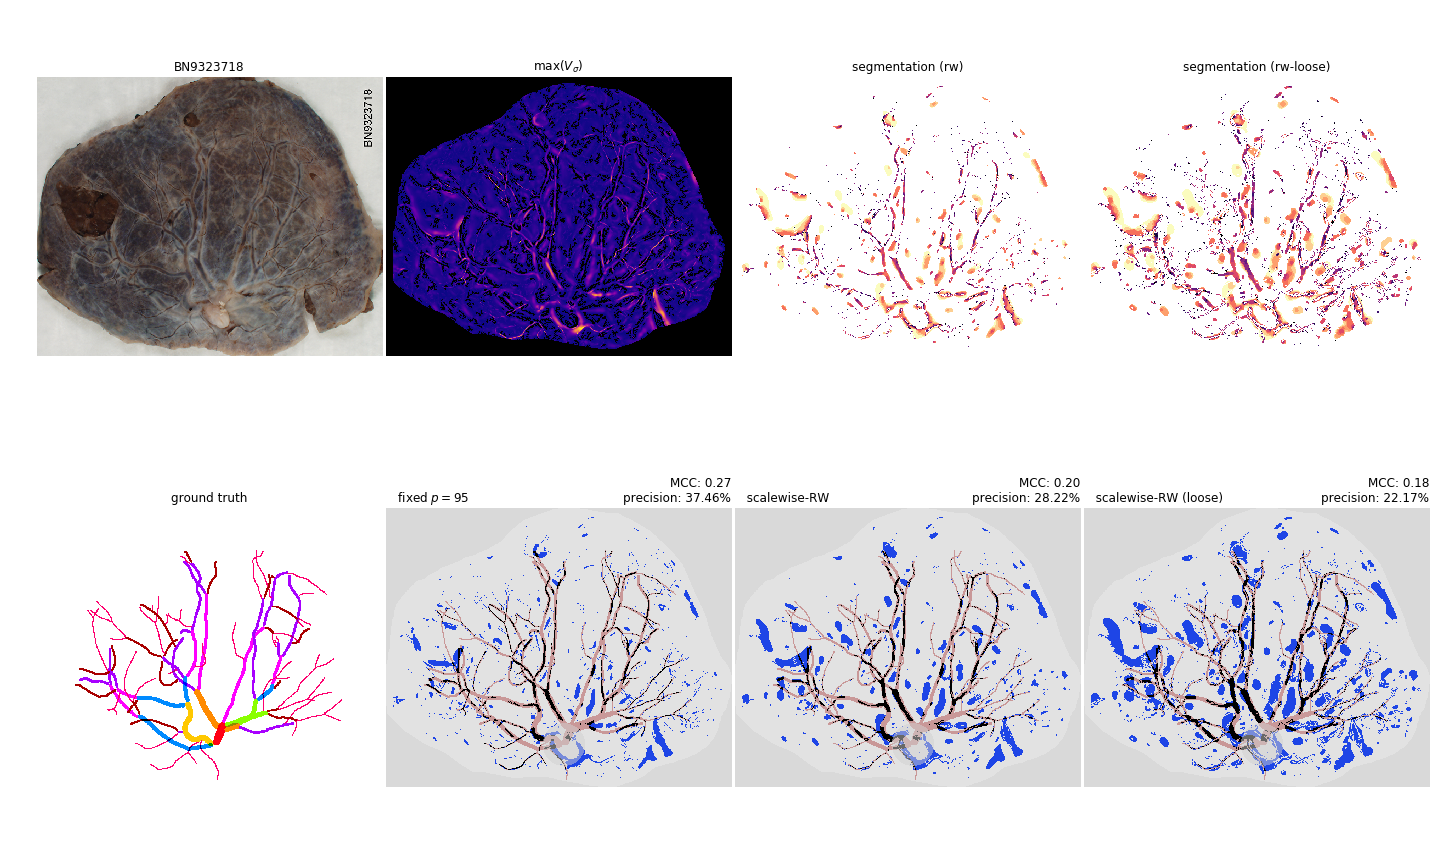 BN9323718
max(V_σ)
segmentation (rw)
segmentation (rw-loose)
BN9323718
ground truth
fixed p = 95
MCC: 0.27
precision: 37.46%
scalewise-RW
MCC: 0.20
precision: 28.22%
scalewise-RW (loose)
MCC: 0.18
precision: 22.17%